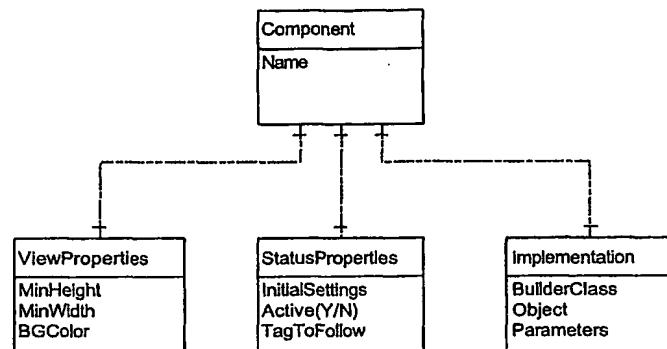 Component
Name
ViewProperties
MinHeight
MinWidth
BGColor
StatusProperties
InitialSettings
Active(Y/N)
TagToFollow
Implementation
BuilderClass
Object
Parameters